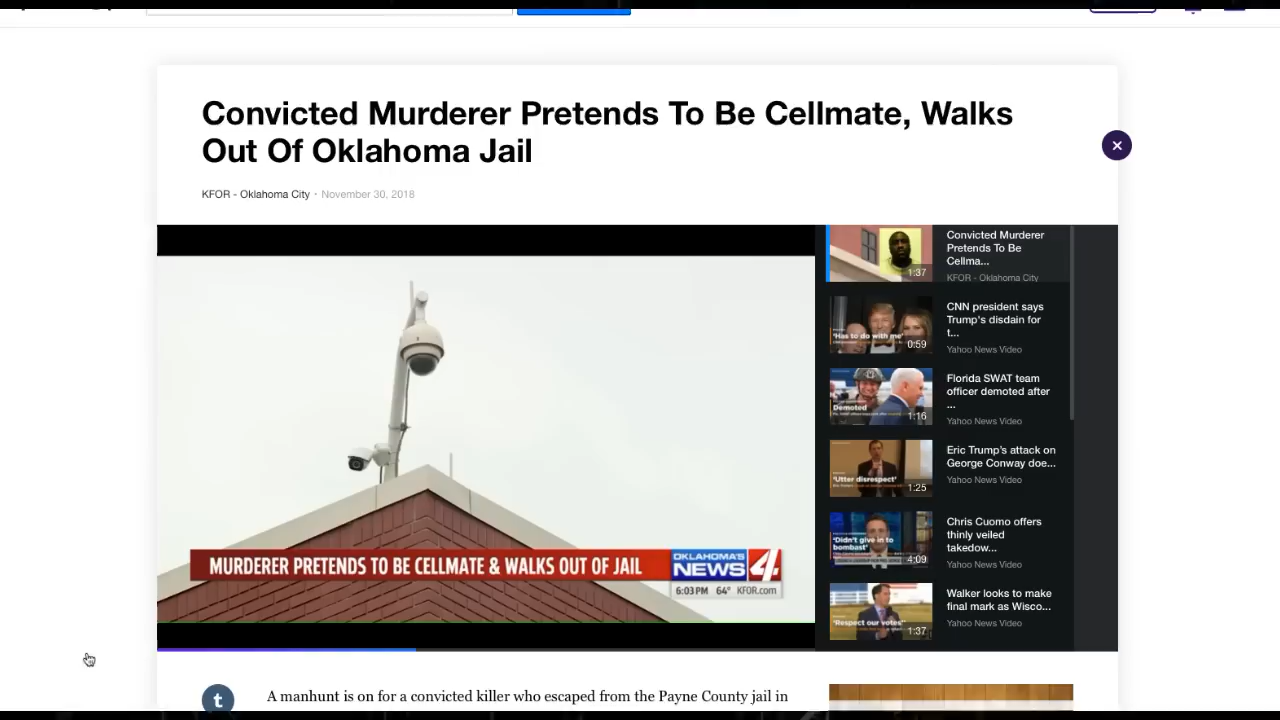 Convicted Murderer Pretends To Be Cellmate, Walks
Out Of Oklahoma Jail
KFOR - Oklahoma City · November 30, 2018
MURDERER PRETENDS TO BE CELLMATE & WALKS OUT OF JAIL
OKLAHOMA'S
NEWS 4
6:03 PM 64° KFOR.com
1:37
Convicted Murderer
Pretends To Be
Cellma...
KFOR - Oklahoma City
'Has to do with me'
0:59
CNN president says
Trump's disdain for
t...
Yahoo News Video
Demoted
1:16
Florida SWAT team
officer demoted after
...
Yahoo News Video
'Utter disrespect'
1:25
Eric Trump's attack on
George Conway doe...
Yahoo News Video
'Didn't give in to
bombast'
4:09
Chris Cuomo offers
thinly veiled
takedow...
Yahoo News Video
'Respect our votes'
1:37
Walker looks to make
final mark as Wisco...
Yahoo News Video
t
A manhunt is on for a convicted killer who escaped from the Payne County jail in